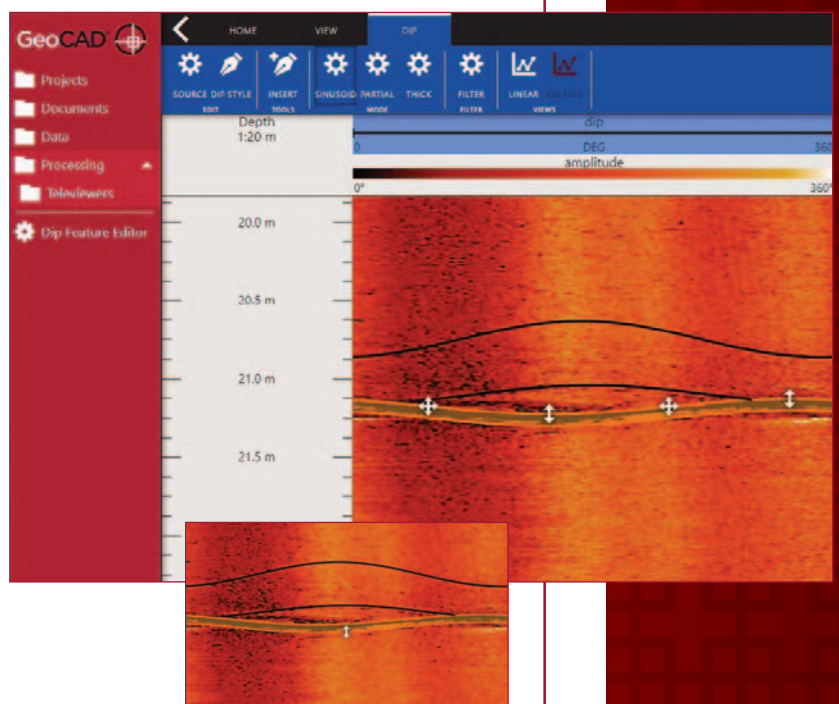 GeoCAD
Projects
Documents
Data
Processing
Televiewers
Dip Feature Editor
HOME VIEW DIP
SOURCE DIP STYLE INSERT SINUSOID PARTIAL THICK FILTER LINEAR
EDIT TOOLS MODE FILTER VIEWS
Depth
1:20 m
dip
0 DEG 360
amplitude
0° 360°
20.0 m
20.5 m
21.0 m
21.5 m